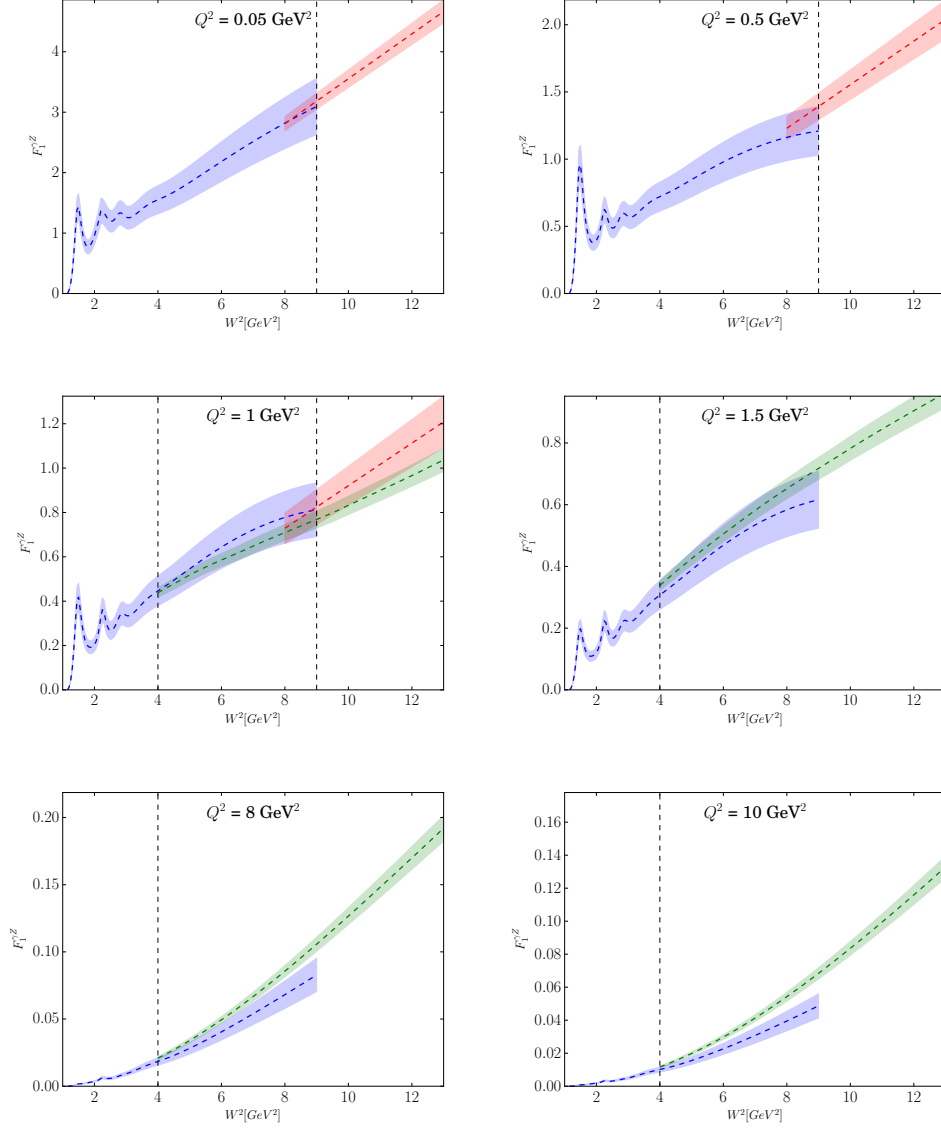 Q² = 0.05 GeV²
F₁^γZ
4
3
2
1
0
2 4 6 8 10 12
W²[GeV²]
Q² = 0.5 GeV²
F₁^γZ
2.0
1.5
1.0
0.5
0.0
2 4 6 8 10 12
W²[GeV²]
Q² = 1 GeV²
F₁^γZ
1.2
1.0
0.8
0.6
0.4
0.2
0.0
2 4 6 8 10 12
W²[GeV²]
Q² = 1.5 GeV²
F₁^γZ
0.8
0.6
0.4
0.2
0.0
2 4 6 8 10 12
W²[GeV²]
Q² = 8 GeV²
F₁^γZ
0.20
0.15
0.10
0.05
0.00
2 4 6 8 10 12
W²[GeV²]
Q² = 10 GeV²
F₁^γZ
0.16
0.14
0.12
0.10
0.08
0.06
0.04
0.02
0.00
2 4 6 8 10 12
W²[GeV²]